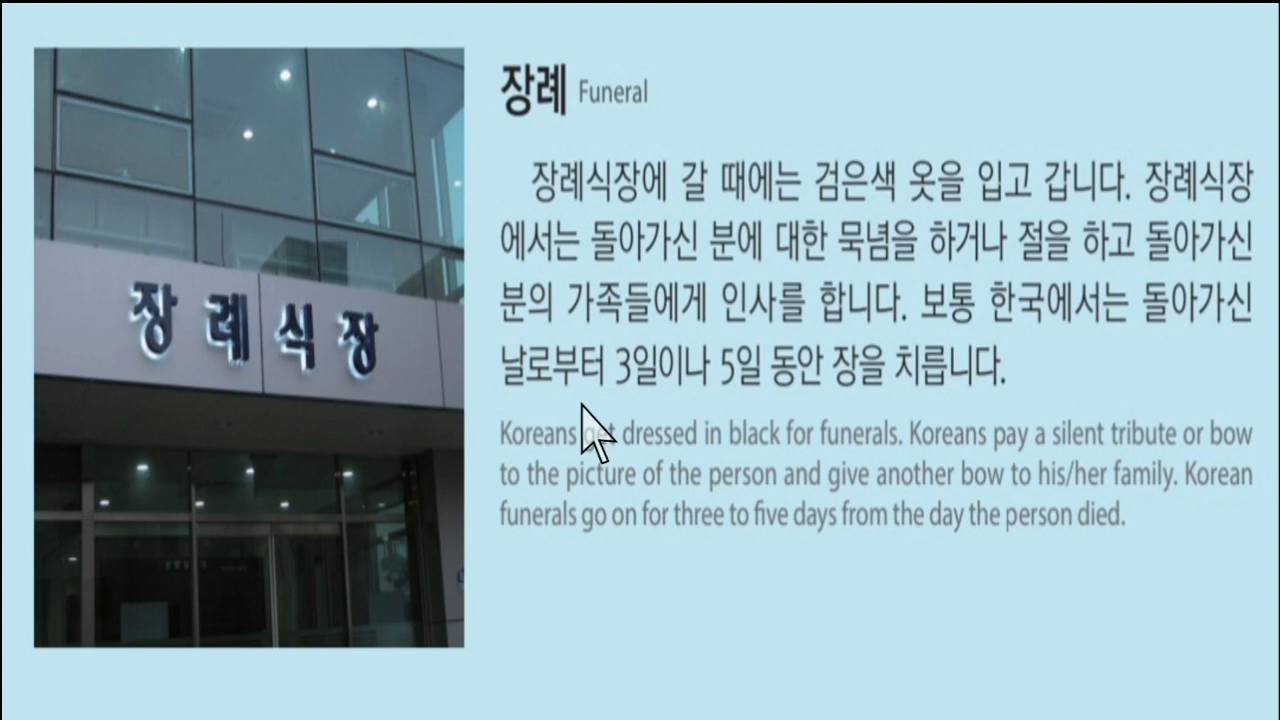 장례식장
장례 Funeral
장례식장에 갈 때에는 검은색 옷을 입고 갑니다. 장례식장
에서는 돌아가신 분에 대한 묵념을 하거나 절을 하고 돌아가신
분의 가족들에게 인사를 합니다. 보통 한국에서는 돌아가신
날로부터 3일이나 5일 동안 장을 치릅니다.
Koreans get dressed in black for funerals. Koreans pay a silent tribute or bow
to the picture of the person and give another bow to his/her family. Korean
funerals go on for three to five days from the day the person died.